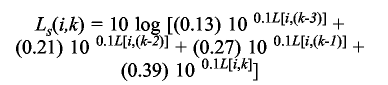 Lₛ(i,k) = 10 log [(0.13) 10 ^0.1L[i,(k-3)] +
(0.21) 10 ^0.1L[i,(k-2)] + (0.27) 10 ^0.1L[i,(k-1)] +
(0.39) 10 ^0.1L[i,k]]